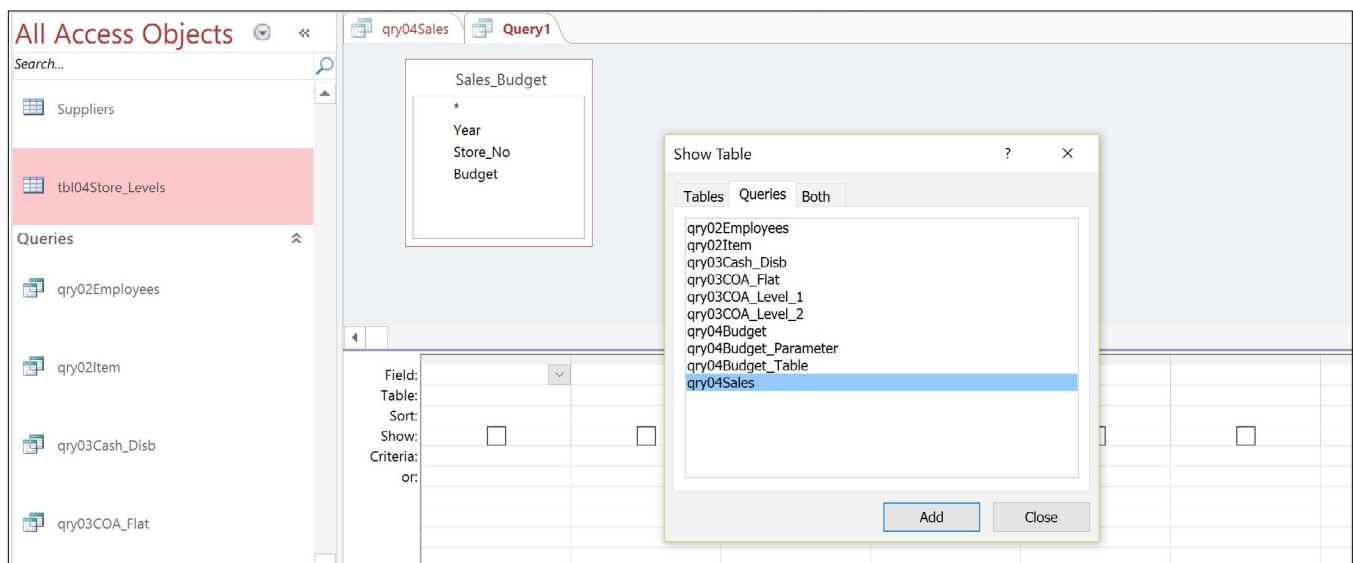 All Access Objects «
Search...
Suppliers
tbl04Store_Levels
Queries
qry02Employees
qry02Item
qry03Cash_Disb
qry03COA_Flat
qry04Sales Query1
Sales_Budget
*
Year
Store_No
Budget
Show Table ? ×
Tables Queries Both
qry02Employees
qry02Item
qry03Cash_Disb
qry03COA_Flat
qry03COA_Level_1
qry03COA_Level_2
qry04Budget
qry04Budget_Parameter
qry04Budget_Table
qry04Sales
Add Close
Field:
Table:
Sort:
Show:
Criteria:
or: